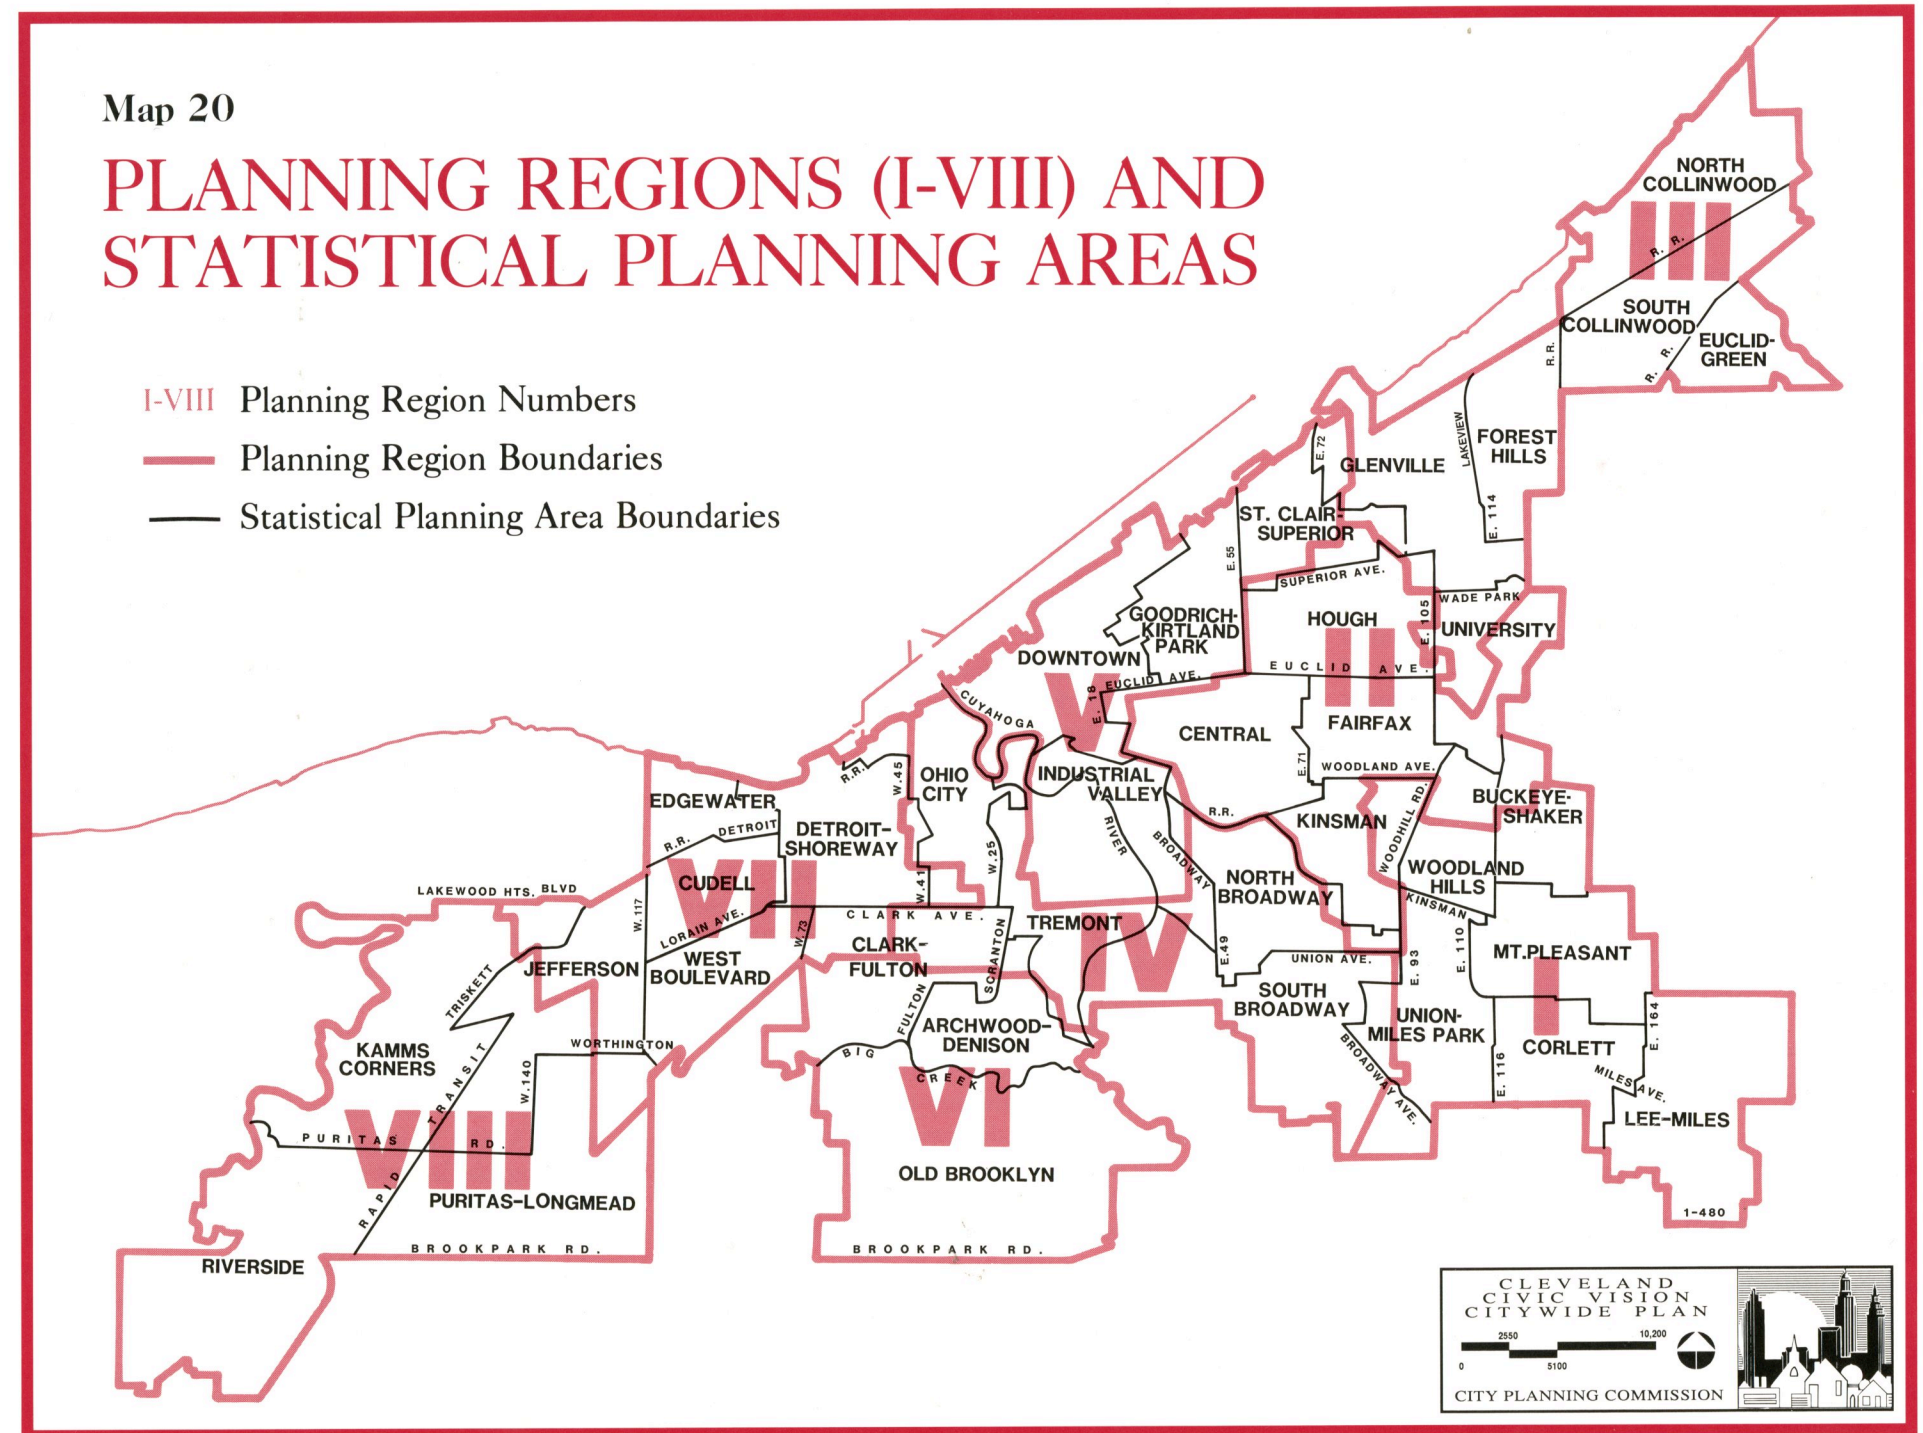 Map 20
PLANNING REGIONS (I-VIII) AND
STATISTICAL PLANNING AREAS
I-VIII Planning Region Numbers
Planning Region Boundaries
Statistical Planning Area Boundaries
NORTH
COLLINWOOD
III
R. R.
SOUTH
COLLINWOOD
EUCLID-
GREEN
R. R.
R. R.
LAKEVIEW
FOREST
HILLS
E. 72
GLENVILLE
E. 114
ST. CLAIR-
SUPERIOR
E. 55
SUPERIOR AVE.
WADE PARK
GOODRICH-
KIRTLAND
PARK
HOUGH
E. 105
UNIVERSITY
II
DOWNTOWN
EUCLID AVE.
EUCLID AVE.
V
E. 18
CUYAHOGA
CENTRAL
FAIRFAX
E. 71
WOODLAND AVE.
INDUSTRIAL
VALLEY
RIVER
R.R.
BROADWAY
KINSMAN
WOODHILL RD.
BUCKEYE-
SHAKER
R.R.
W.45
OHIO
CITY
EDGEWATER
R.R.
DETROIT
DETROIT-
SHOREWAY
W.25
W.41
VII
CUDELL
LAKEWOOD HTS. BLVD
W. 117
LORAIN AVE.
W. 73
CLARK AVE.
NORTH
BROADWAY
WOODLAND
HILLS
KINSMAN
TREMONT
IV
CLARK-
FULTON
SCRANTON
WEST
BOULEVARD
JEFFERSON
TRISKETT
E.49
UNION AVE.
E. 93
E. 110
MT.PLEASANT
I
SOUTH
BROADWAY
FULTON
ARCHWOOD-
DENISON
UNION-
MILES PARK
E. 164
CORLETT
KAMMS
CORNERS
WORTHINGTON
BIG
CREEK
BROADWAY AVE.
E. 116
MILES AVE.
W.140
RAPID TRANSIT
VI
LEE-MILES
PURITAS RD.
VIII
OLD BROOKLYN
PURITAS-LONGMEAD
1-480
BROOKPARK RD.
BROOKPARK RD.
RIVERSIDE
CLEVELAND
CIVIC VISION
CITYWIDE PLAN
2550 10,200
0 5100
CITY PLANNING COMMISSION